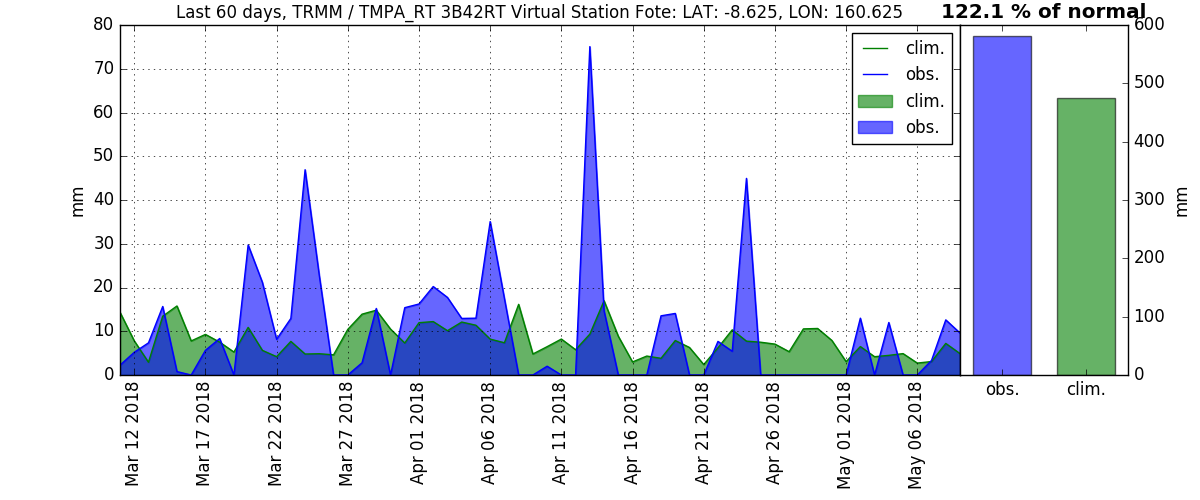 Last 60 days, TRMM / TMPA_RT 3B42RT Virtual Station Fote: LAT: -8.625, LON: 160.625
122.1 % of normal
mm
80
70
60
50
40
30
20
10
0
clim.
obs.
clim.
obs.
600
500
400
300
200
100
0
mm
Mar 12 2018
Mar 17 2018
Mar 22 2018
Mar 27 2018
Apr 01 2018
Apr 06 2018
Apr 11 2018
Apr 16 2018
Apr 21 2018
Apr 26 2018
May 01 2018
May 06 2018
obs.
clim.